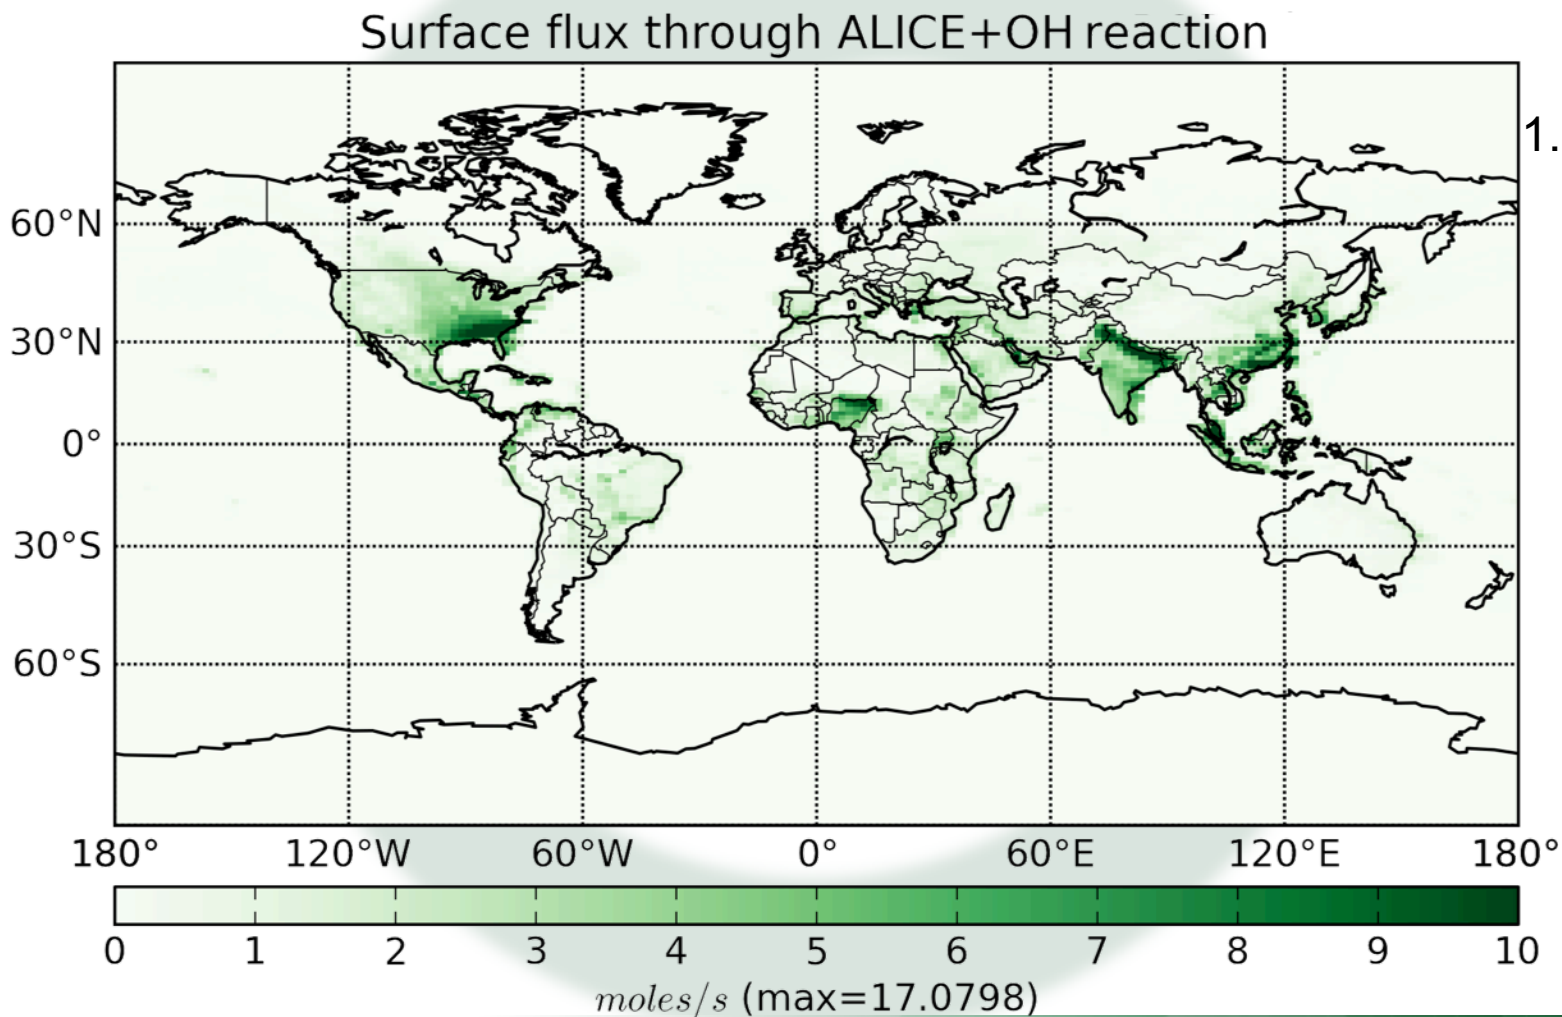 Surface flux through ALICE+OH reaction
1.
60°N
30°N
0°
30°S
60°S
180° 120°W 60°W 0° 60°E 120°E 180°
0 1 2 3 4 5 6 7 8 9 10
moles/s (max=17.0798)